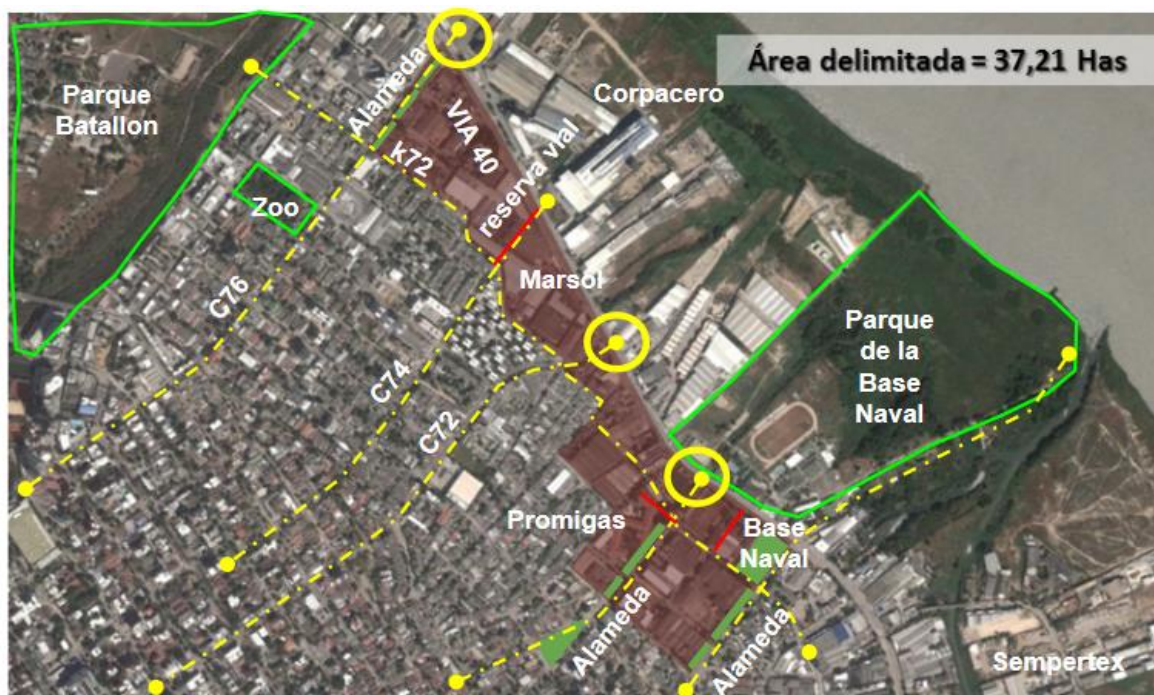 Área delimitada = 37,21 Has
Parque
Batallon
Alameda
Corpacero
VIA 40
k72
reserva vial
Zoo
Marsol
C76
Parque
de la
Base
Naval
C74
C72
Promigas
Base
Naval
Alameda
Alameda
Sempertex